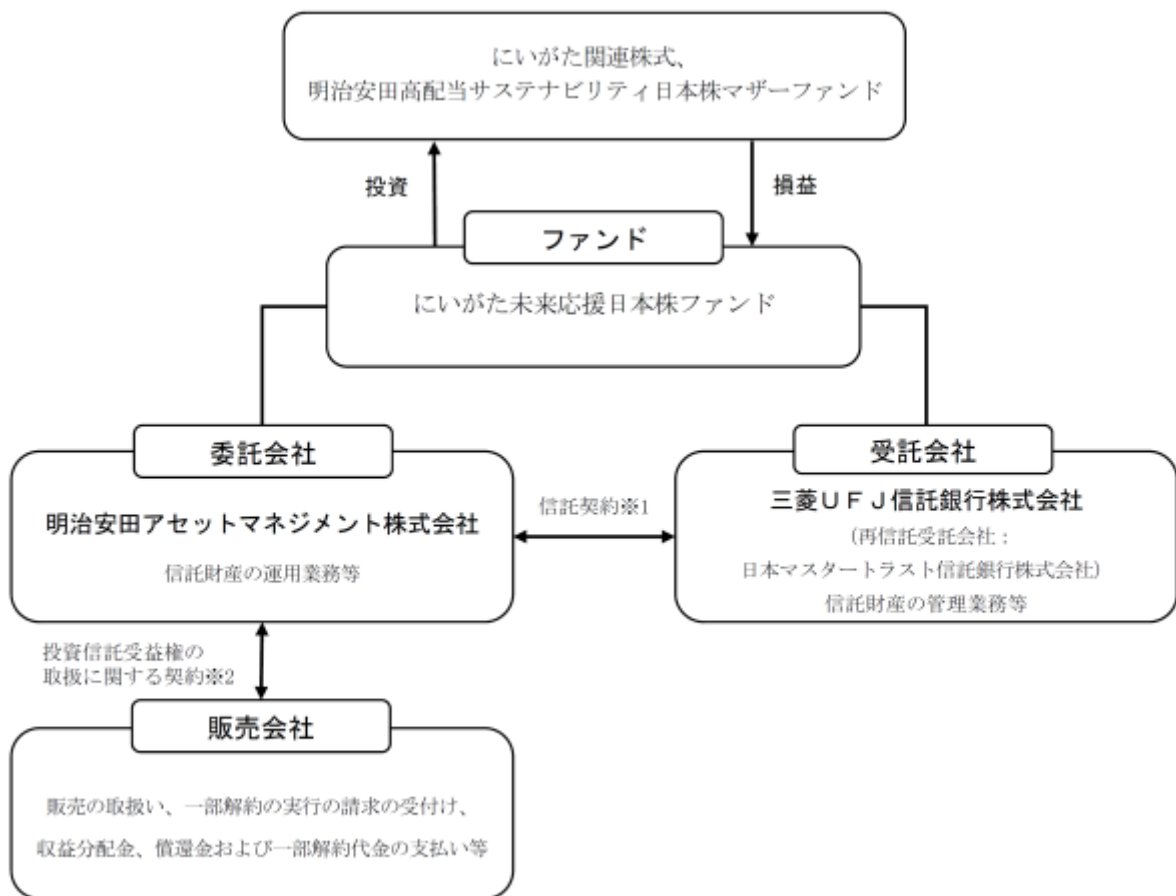 にいがた関連株式、
明治安田高配当サステナビリティ日本株マザーファンド
投資
損益
ファンド
にいがた未来応援日本株ファンド
委託会社
明治安田アセットマネジメント株式会社
信託財産の運用業務等
信託契約※1
受託会社
三菱UFJ信託銀行株式会社
(再信託受託会社:
日本マスタートラスト信託銀行株式会社)
信託財産の管理業務等
投資信託受益権の
取扱に関する契約※2
販売会社
販売の取扱い、一部解約の実行の請求の受付け、
収益分配金、償還金および一部解約代金の支払い等